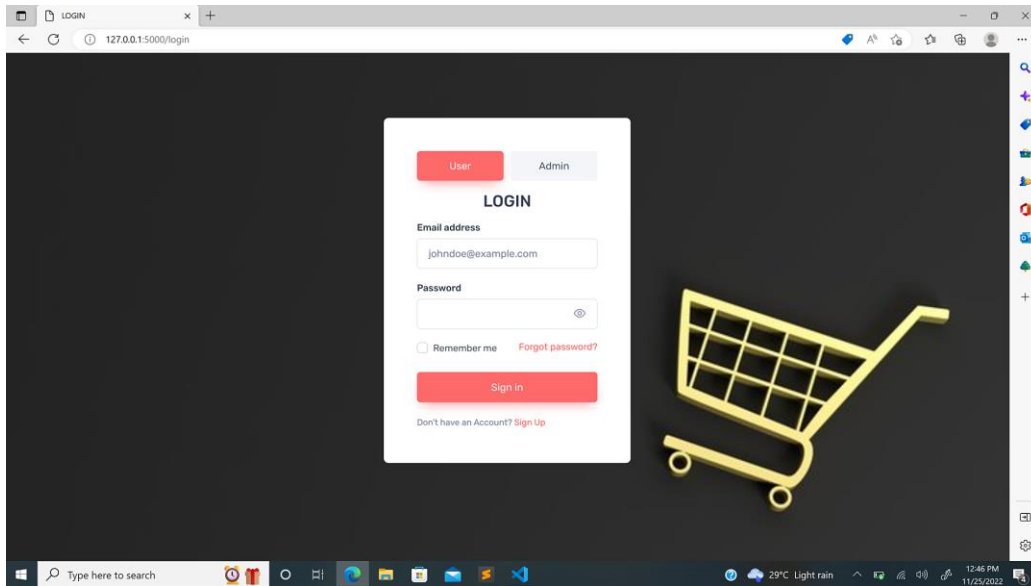 LOGIN
127.0.0.1:5000/login
User Admin
LOGIN
Email address
johndoe@example.com
Password
Remember me Forgot password?
Sign in
Don't have an Account? Sign Up
Type here to search
29°C Light rain
12:46 PM
11/25/2022